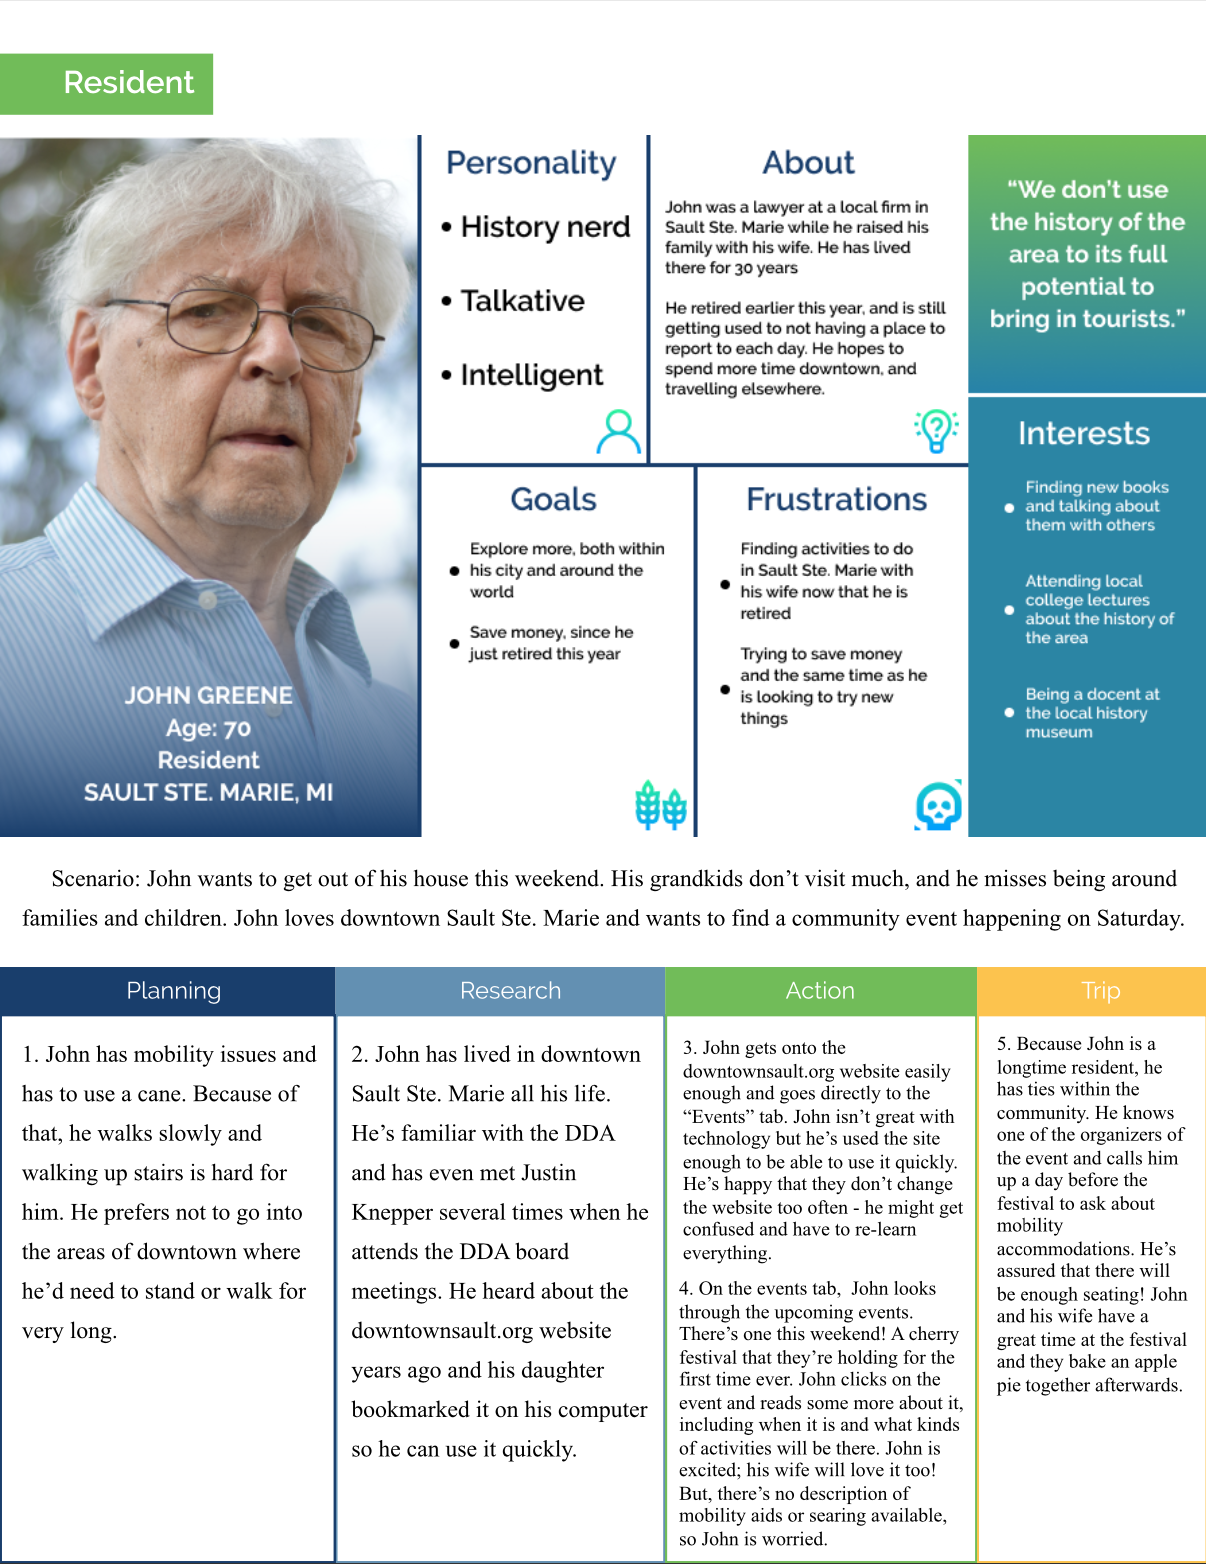 Resident
JOHN GREENE
Age: 70
Resident
SAULT STE. MARIE, MI
Personality
• History nerd
• Talkative
• Intelligent
About
John was a lawyer at a local firm in
Sault Ste. Marie while he raised his
family with his wife. He has lived
there for 30 years
He retired earlier this year, and is still
getting used to not having a place to
report to each day. He hopes to
spend more time downtown, and
travelling elsewhere.
“We don’t use
the history of the
area to its full
potential to
bring in tourists.”
Goals
Explore more, both within
• his city and around the
world
Save money, since he
• just retired this year
Frustrations
Finding activities to do
in Sault Ste. Marie with
• his wife now that he is
retired
Trying to save money
and the same time as he
• is looking to try new
things
Interests
Finding new books
• and talking about
them with others
Attending local
college lectures
• about the history of
the area
Being a docent at
• the local history
museum
Scenario: John wants to get out of his house this weekend. His grandkids don’t visit much, and he misses being around
families and children. John loves downtown Sault Ste. Marie and wants to find a community event happening on Saturday.
Planning
1. John has mobility issues and
has to use a cane. Because of
that, he walks slowly and
walking up stairs is hard for
him. He prefers not to go into
the areas of downtown where
he’d need to stand or walk for
very long.
Research
2. John has lived in downtown
Sault Ste. Marie all his life.
He’s familiar with the DDA
and has even met Justin
Knepper several times when he
attends the DDA board
meetings. He heard about the
downtownsault.org website
years ago and his daughter
bookmarked it on his computer
so he can use it quickly.
Action
3. John gets onto the
downtownsault.org website easily
enough and goes directly to the
“Events” tab. John isn’t great with
technology but he’s used the site
enough to be able to use it quickly.
He’s happy that they don’t change
the website too often - he might get
confused and have to re-learn
everything.
4. On the events tab,  John looks
through the upcoming events.
There’s one this weekend! A cherry
festival that they’re holding for the
first time ever. John clicks on the
event and reads some more about it,
including when it is and what kinds
of activities will be there. John is
excited; his wife will love it too!
But, there’s no description of
mobility aids or searing available,
so John is worried.
Trip
5. Because John is a
longtime resident, he
has ties within the
community. He knows
one of the organizers of
the event and calls him
up a day before the
festival to ask about
mobility
accommodations. He’s
assured that there will
be enough seating! John
and his wife have a
great time at the festival
and they bake an apple
pie together afterwards.